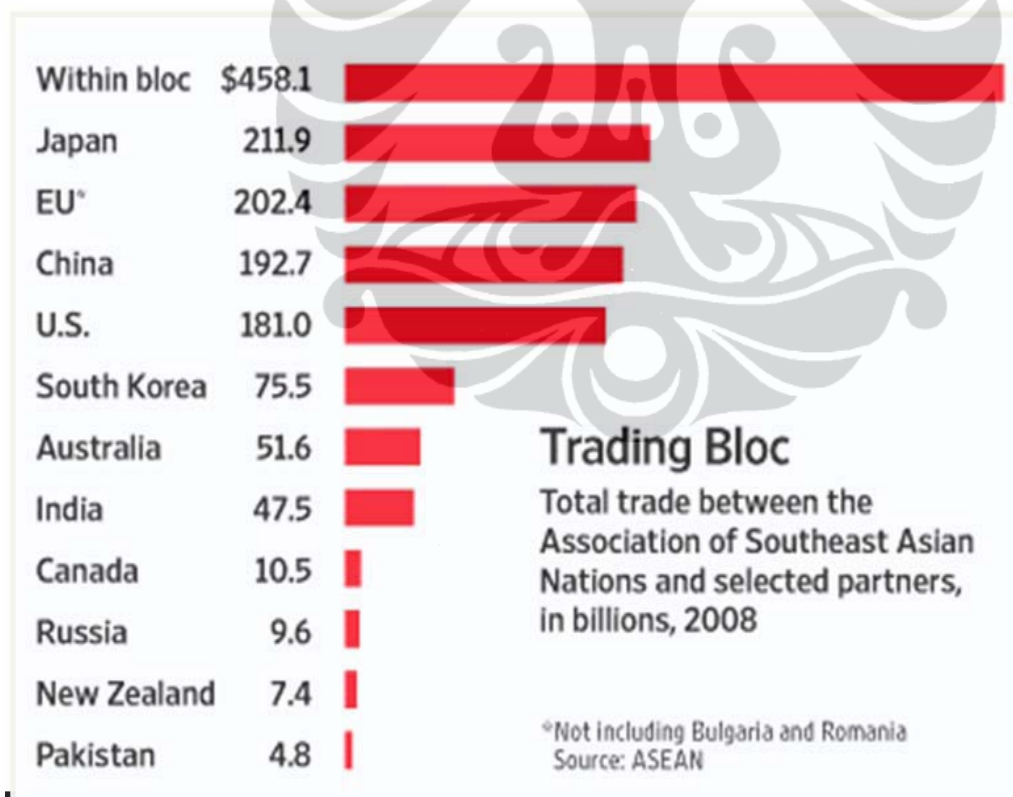 Within bloc $458.1
Japan 211.9
EU* 202.4
China 192.7
U.S. 181.0
South Korea 75.5
Australia 51.6
India 47.5
Canada 10.5
Russia 9.6
New Zealand 7.4
Pakistan 4.8
Trading Bloc
Total trade between the
Association of Southeast Asian
Nations and selected partners,
in billions, 2008
*Not including Bulgaria and Romania
Source: ASEAN